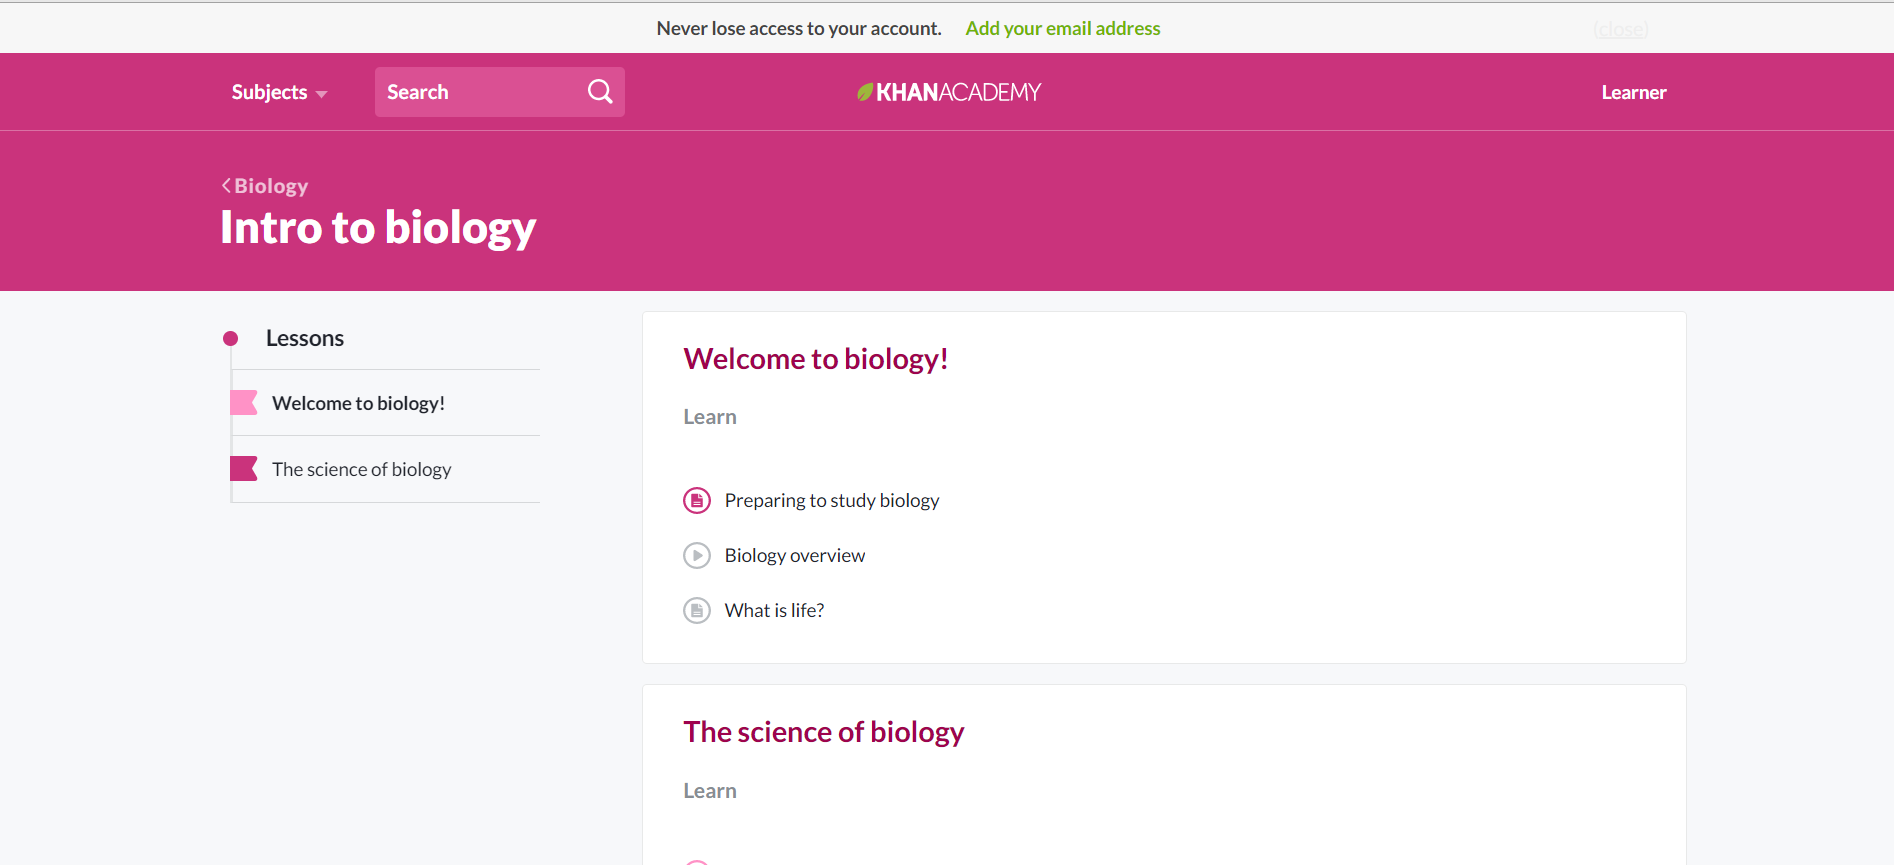 Never lose access to your account. Add your email address (close)
Subjects Search KHANACADEMY Learner
Biology
Intro to biology
Lessons
Welcome to biology!
The science of biology
Welcome to biology!
Learn
Preparing to study biology
Biology overview
What is life?
The science of biology
Learn